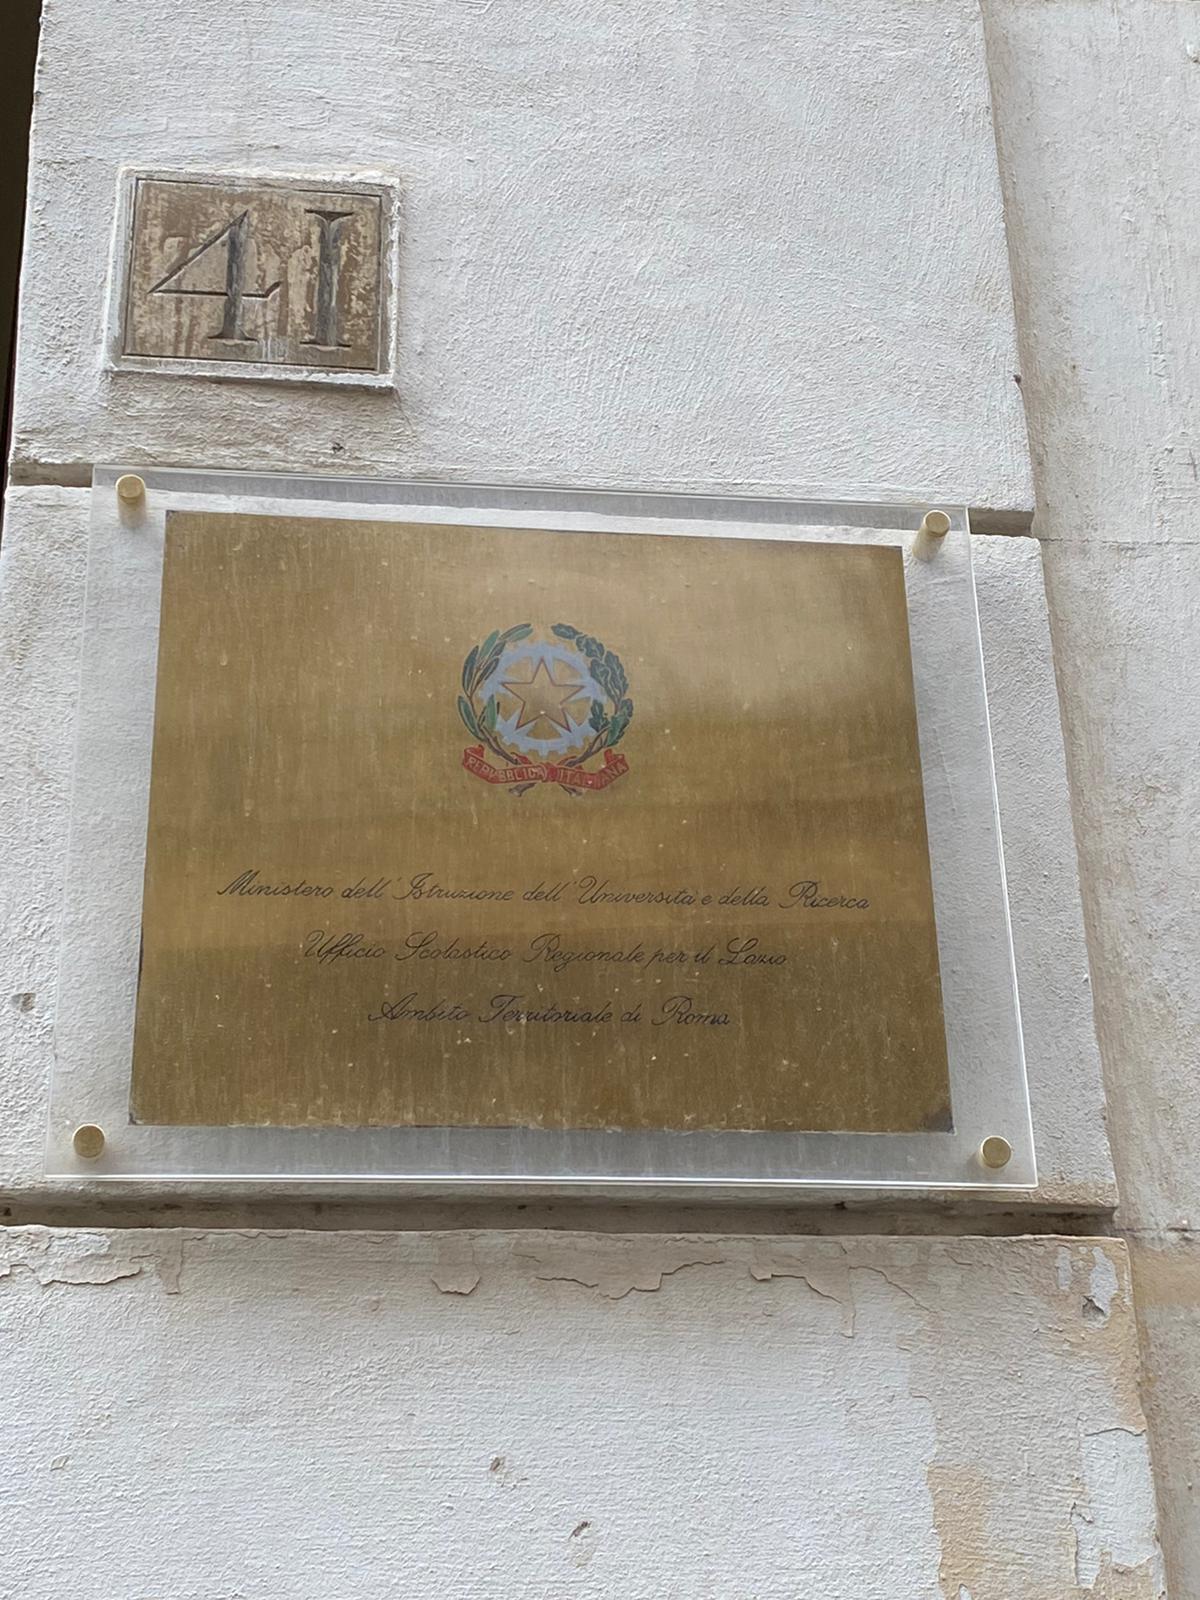 41
REPVBBLICA ITALIANA
Ministero dell'Istruzione dell'Università e della Ricerca
Ufficio Scolastico Regionale per il Lazio
Ambito Territoriale di Roma